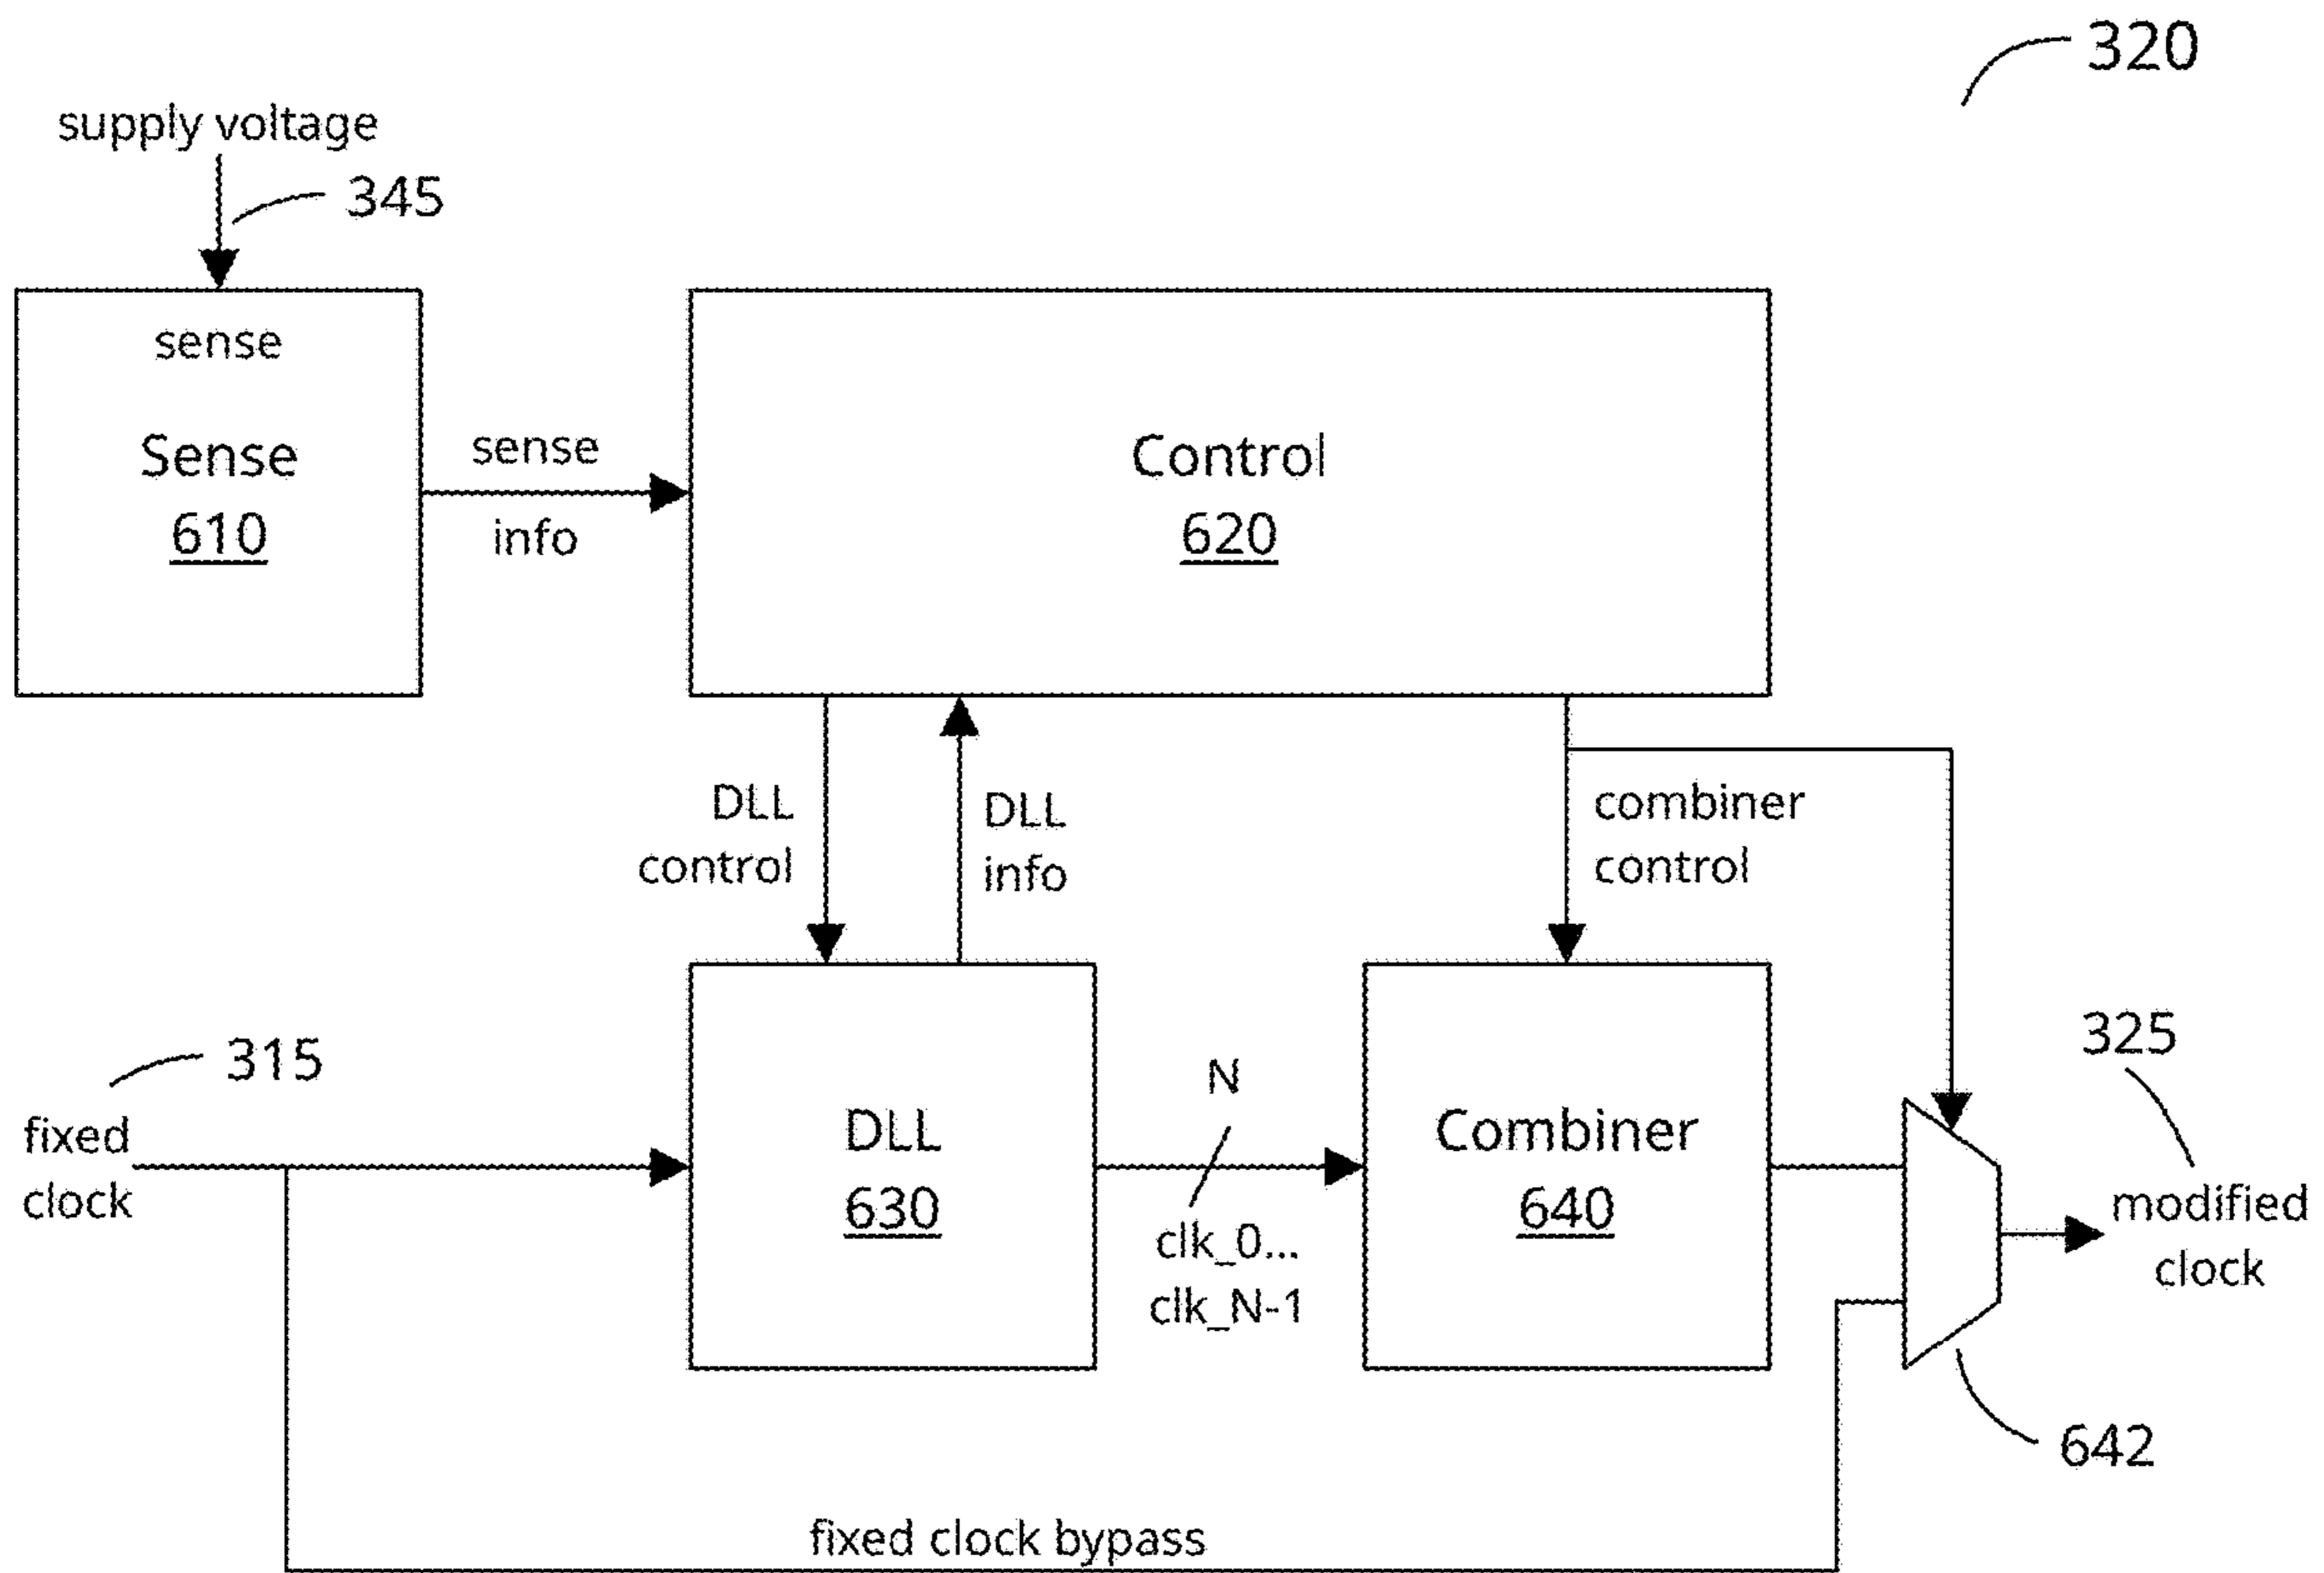 320
supply voltage
345
sense
Sense
610
sense
info
Control
620
DLL
control
DLL
info
combiner
control
315
fixed
clock
DLL
630
N
clk_0...
clk_N-1
Combiner
640
325
modified
clock
642
fixed clock bypass